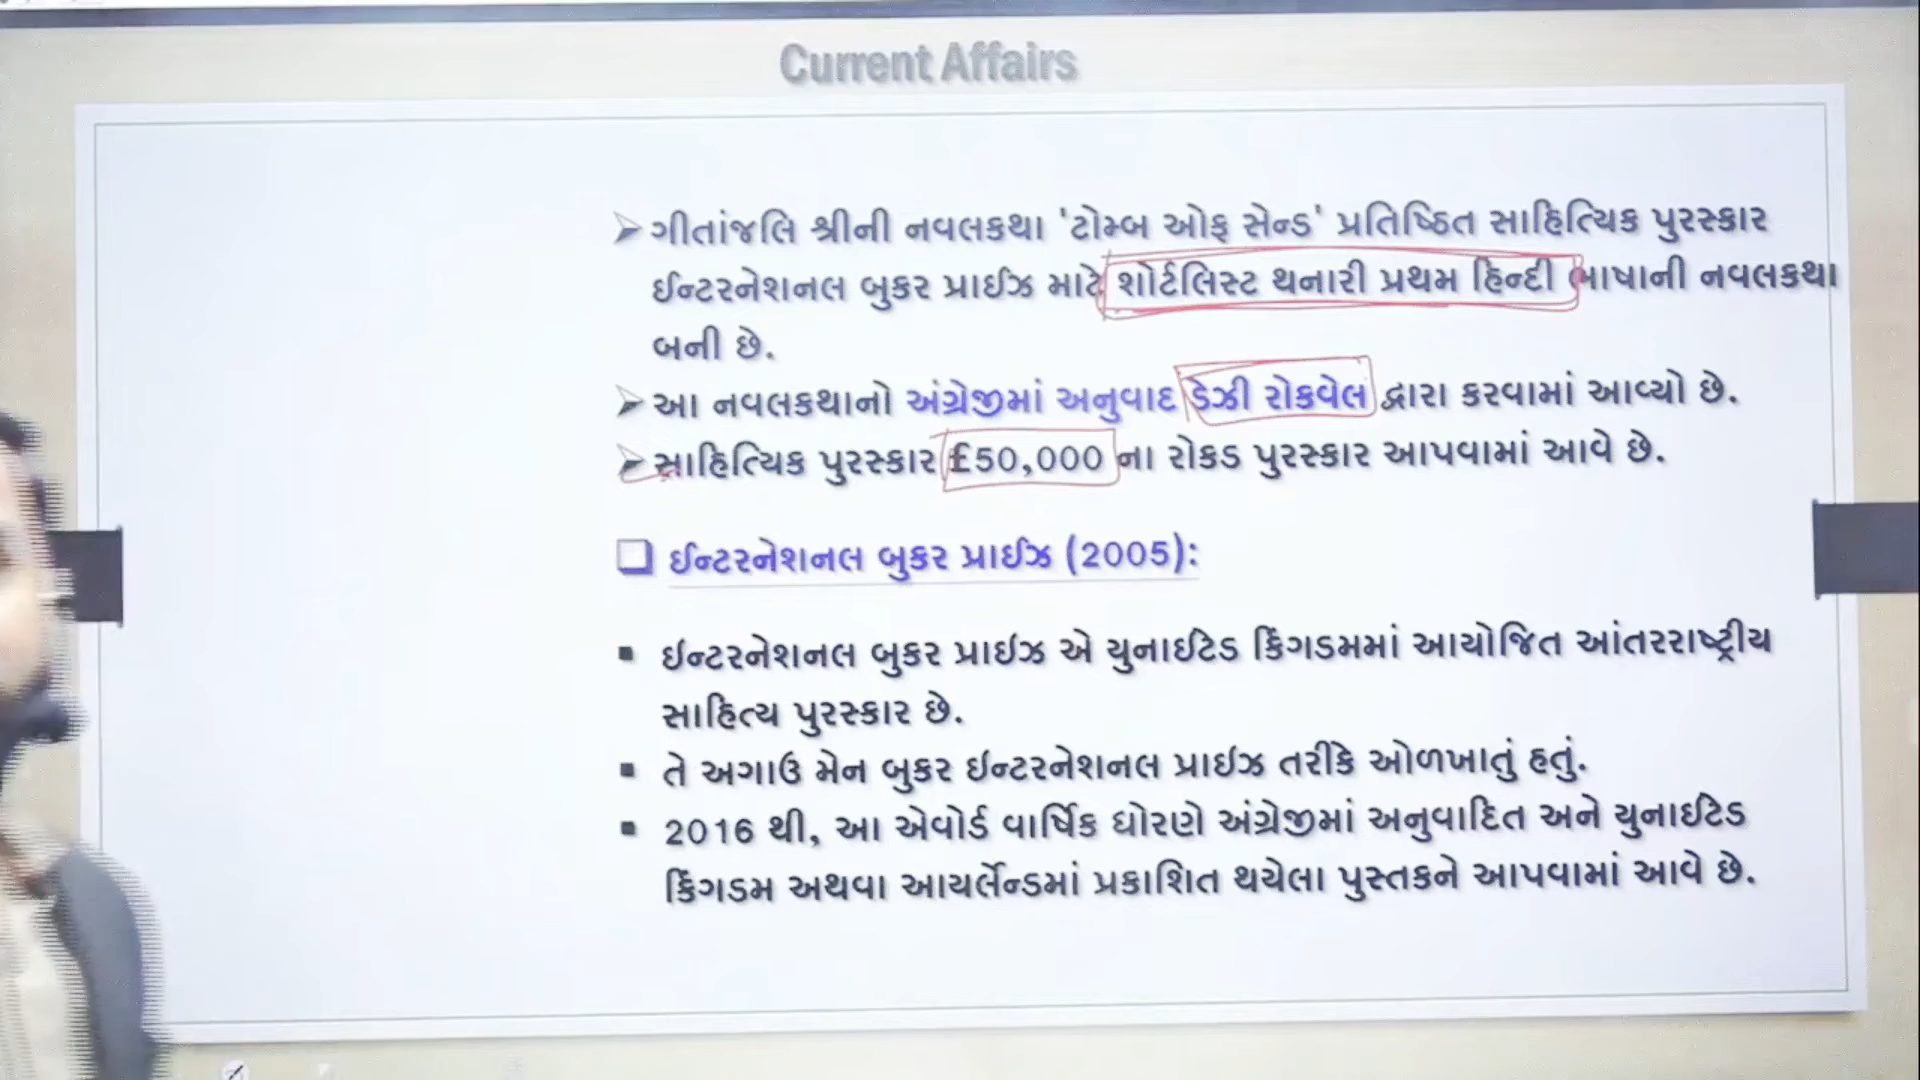 Current Affairs
ગીતાંજલિ શ્રીની નવલકથા 'ટોમ્બ ઓફ સેન્ડ' પ્રતિષ્ઠિત સાહિત્યિક પુરસ્કાર
ઈન્ટરનેશનલ બુકર પ્રાઈઝ માટે શોર્ટલિસ્ટ થનારી પ્રથમ હિન્દી ભાષાની નવલકથા
બની છે.
આ નવલકથાનો અંગ્રેજીમાં અનુવાદ ડેઝી રોકવેલ દ્વારા કરવામાં આવ્યો છે.
સાહિત્યિક પુરસ્કાર £50,000 ના રોકડ પુરસ્કાર આપવામાં આવે છે.
ઈન્ટરનેશનલ બુકર પ્રાઈઝ (2005):
ઈન્ટરનેશનલ બુકર પ્રાઈઝ એ યુનાઈટેડ કિંગડમમાં આયોજિત આંતરરાષ્ટ્રીય
સાહિત્ય પુરસ્કાર છે.
તે અગાઉ મેન બુકર ઈન્ટરનેશનલ પ્રાઈઝ તરીકે ઓળખાતું હતું.
2016 થી, આ એવોર્ડ વાર્ષિક ધોરણે અંગ્રેજીમાં અનુવાદિત અને યુનાઈટેડ
કિંગડમ અથવા આયર્લેન્ડમાં પ્રકાશિત થયેલા પુસ્તકને આપવામાં આવે છે.